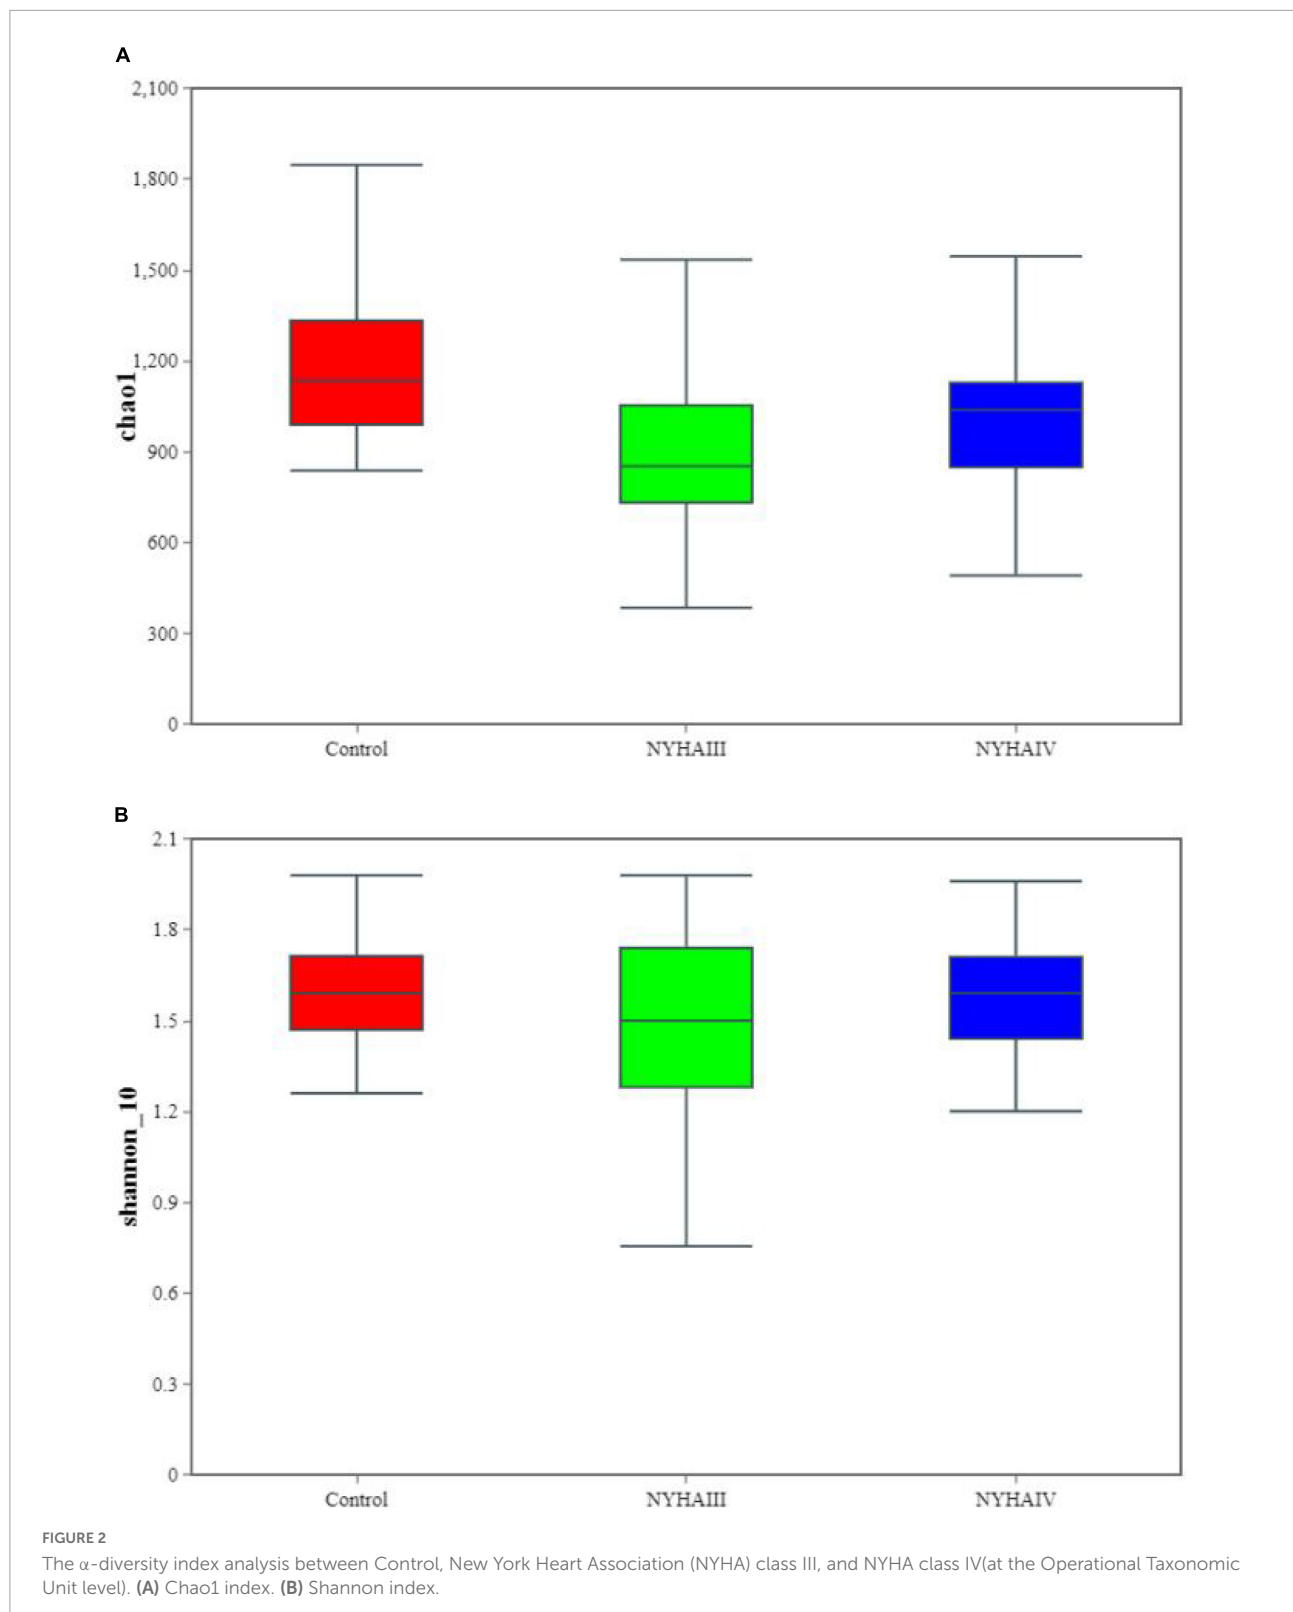 A
2,100
1,800
1,500
1,200
900
600
300
0
chao1
Control NYHAIII NYHAIV
B
2.1
1.8
1.5
1.2
0.9
0.6
0.3
0
shannon_10
Control NYHAIII NYHAIV
FIGURE 2
The α-diversity index analysis between Control, New York Heart Association (NYHA) class III, and NYHA class IV(at the Operational Taxonomic
Unit level). (A) Chao1 index. (B) Shannon index.